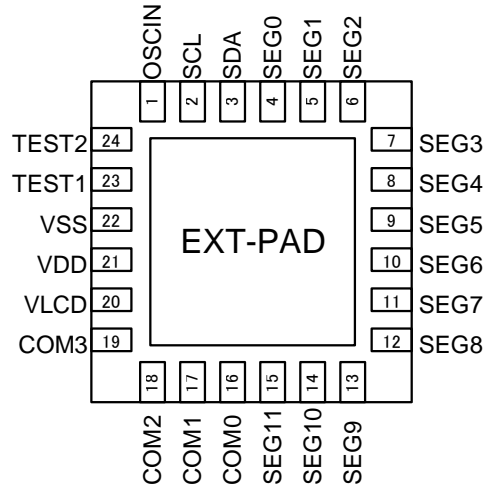 OSCIN SCL SDA SEG0 SEG1 SEG2
1 2 3 4 5 6
TEST2 24 7 SEG3
TEST1 23 8 SEG4
VSS 22 9 SEG5
VDD 21 EXT-PAD 10 SEG6
VLCD 20 11 SEG7
COM3 19 12 SEG8
18 17 16 15 14 13
COM2 COM1 COM0 SEG11 SEG10 SEG9